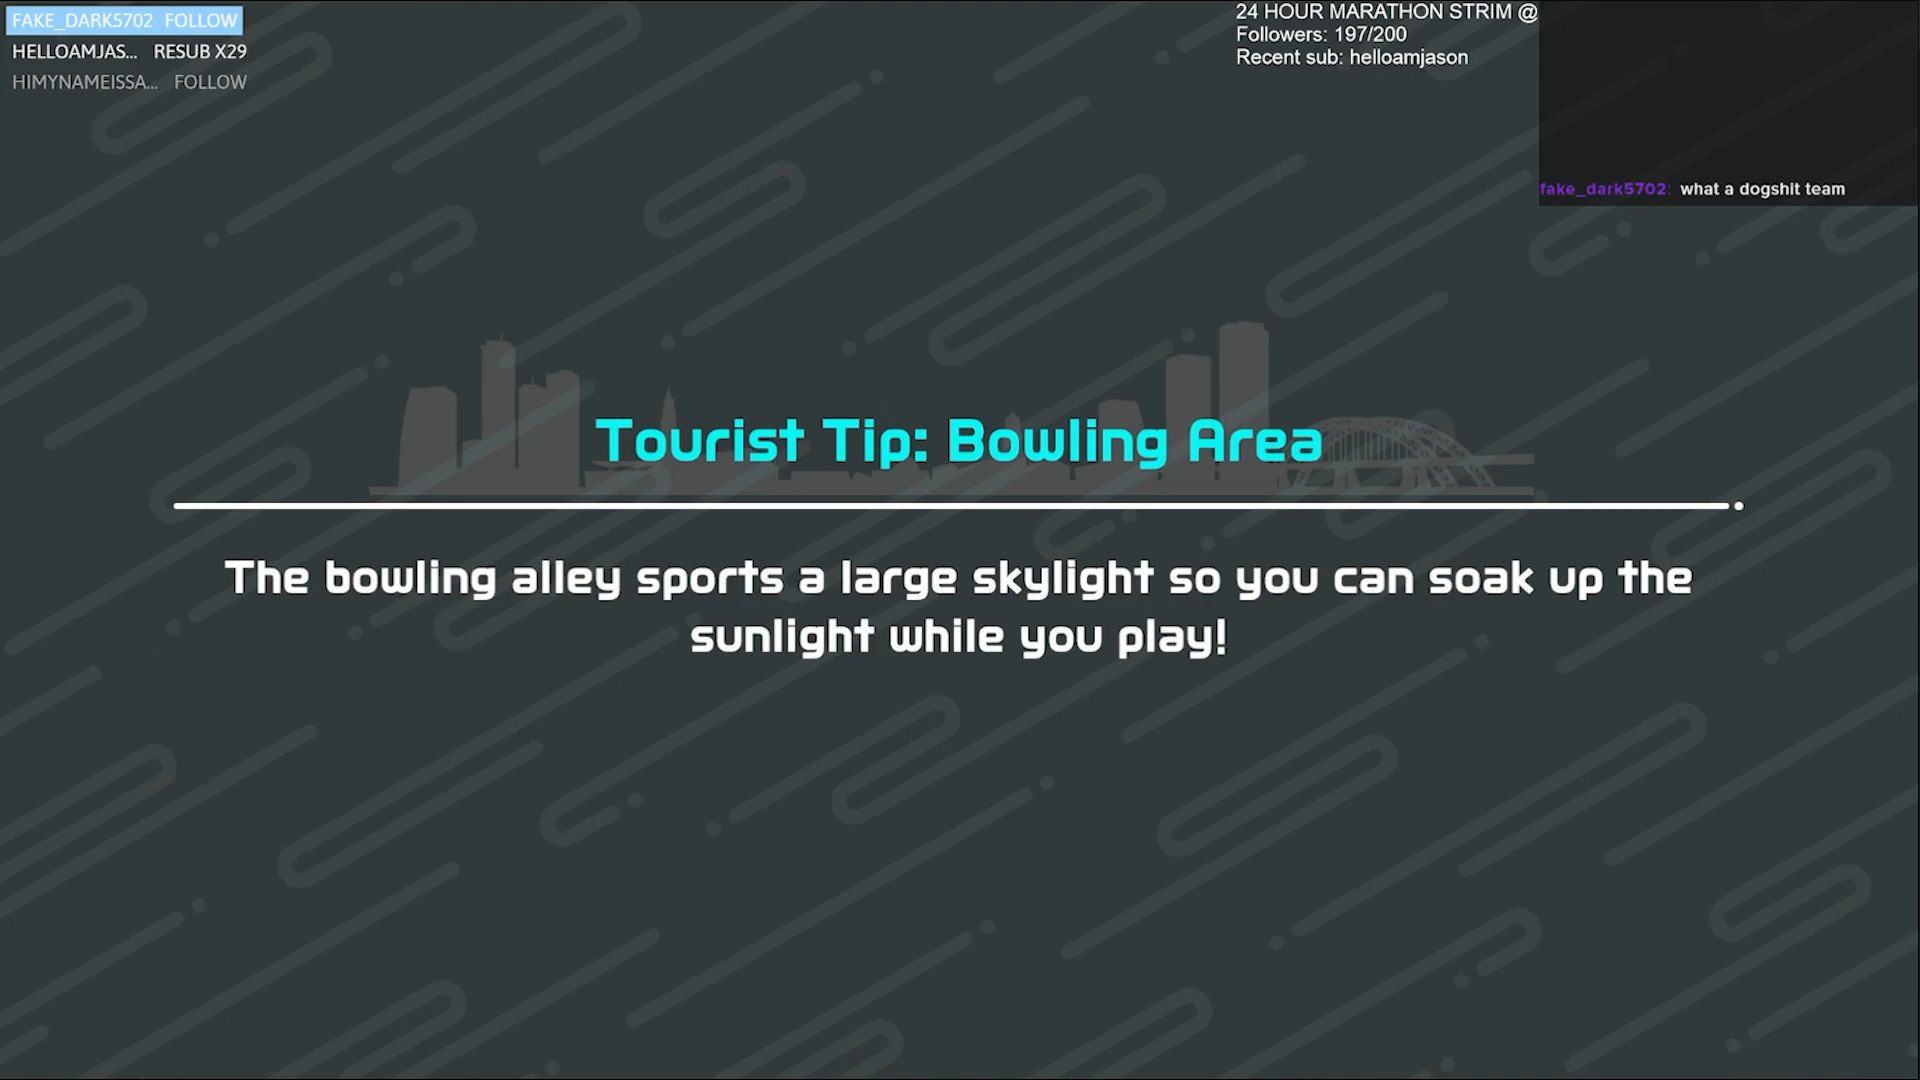 FAKE_DARK5702 FOLLOW
HELLOAMJAS... RESUB X29
HIMYNAMEISSA... FOLLOW
24 HOUR MARATHON STRIM @
Followers: 197/200
Recent sub: helloamjason
fake_dark5702: what a dogshit team
Tourist Tip: Bowling Area
The bowling alley sports a large skylight so you can soak up the
sunlight while you play!